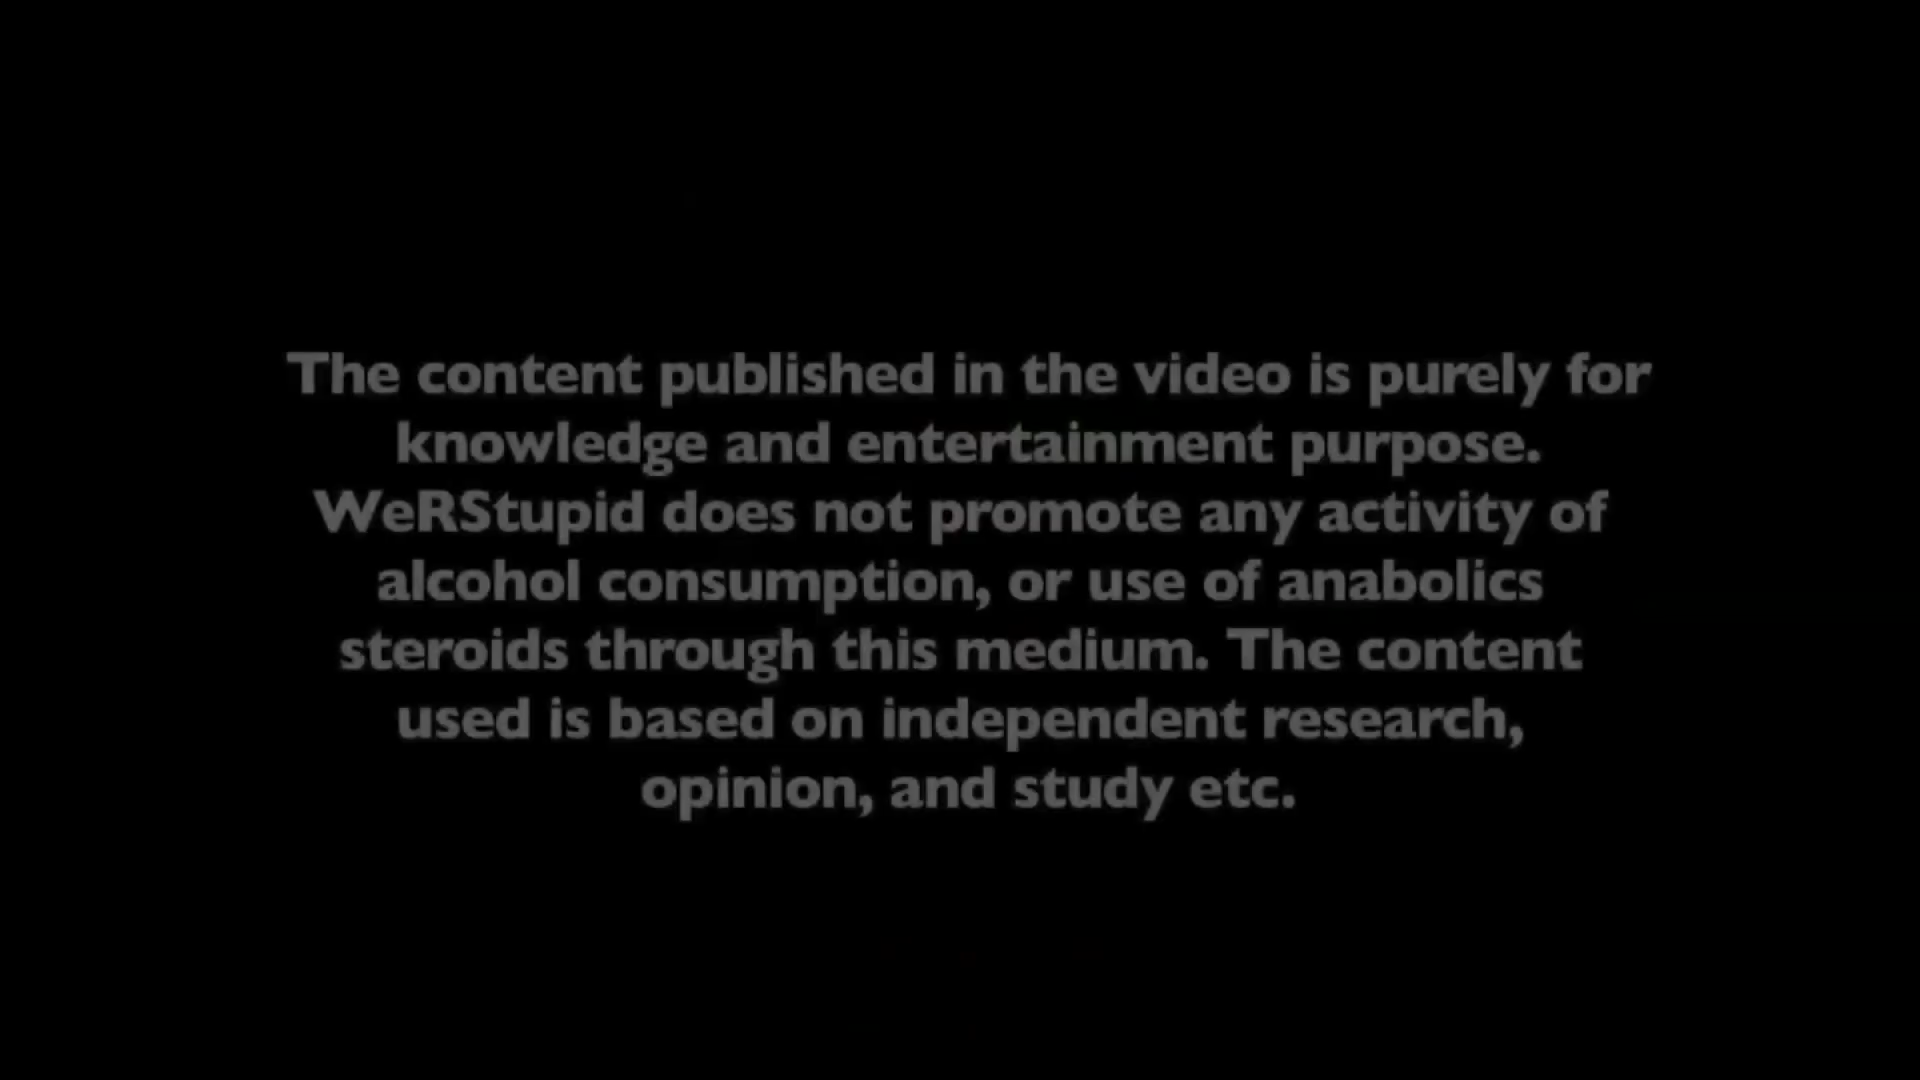 The content published in the video is purely for
knowledge and entertainment purpose.
WeRStupid does not promote any activity of
alcohol consumption, or use of anabolics
steroids through this medium. The content
used is based on independent research,
opinion, and study etc.